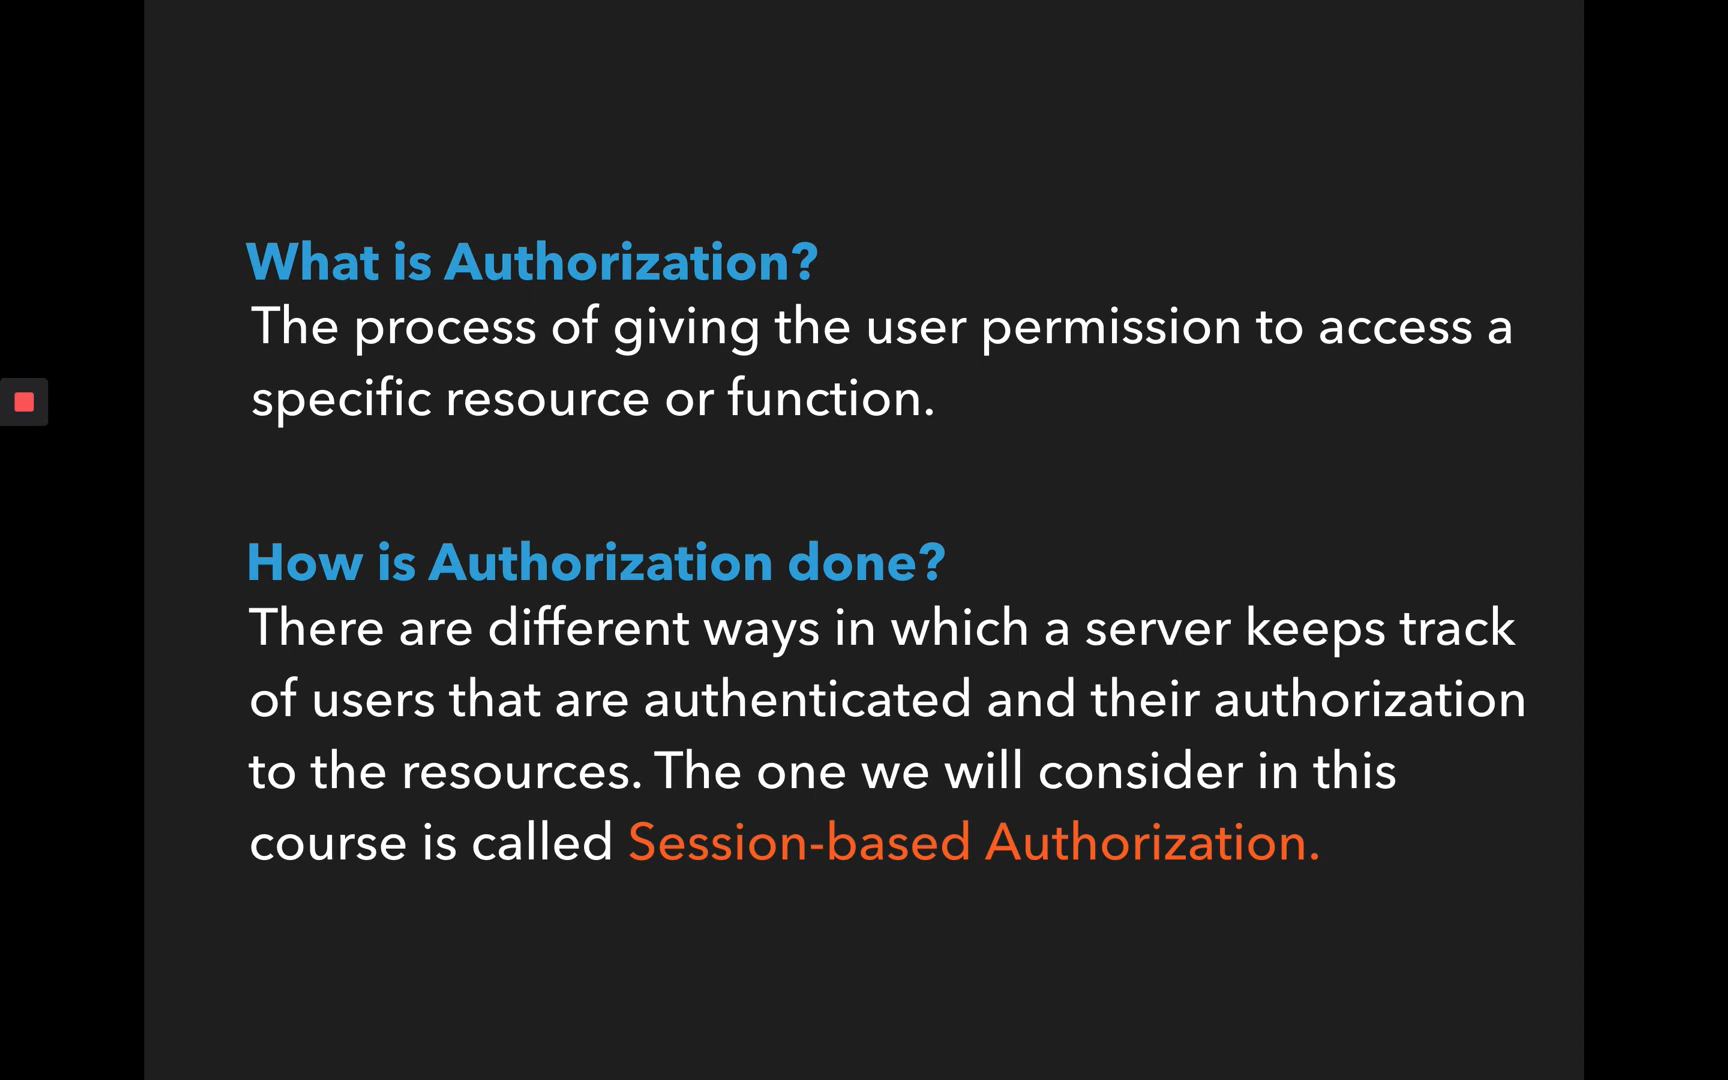 What is Authorization?
The process of giving the user permission to access a
specific resource or function.
How is Authorization done?
There are different ways in which a server keeps track
of users that are authenticated and their authorization
to the resources. The one we will consider in this
course is called Session-based Authorization.